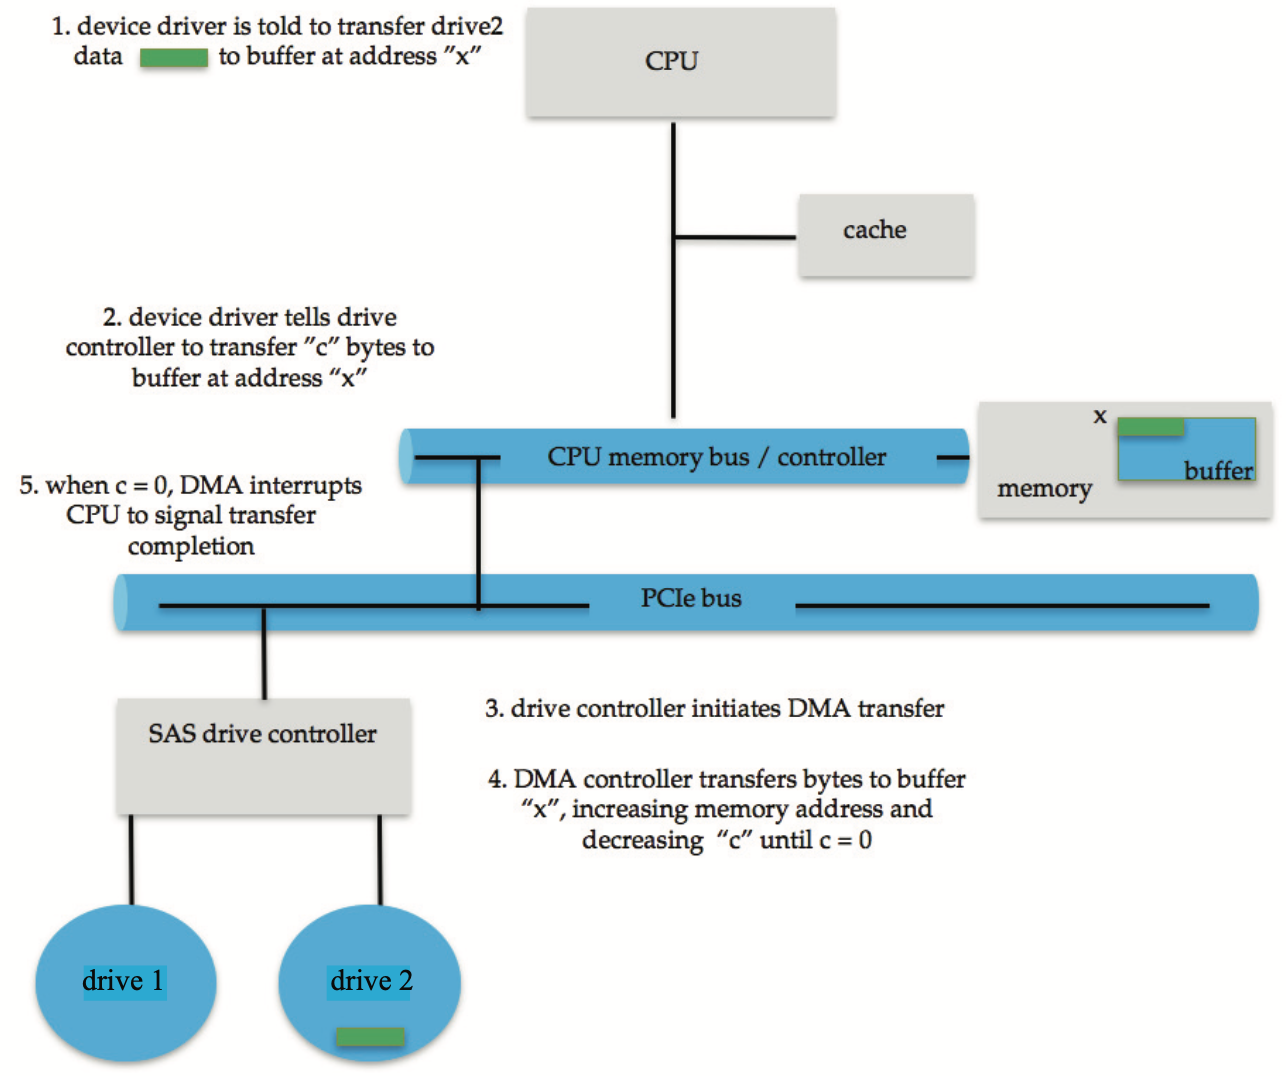 1. device driver is told to transfer drive2
data to buffer at address ”x”
CPU
cache
2. device driver tells drive
controller to transfer ”c” bytes to
buffer at address “x”
CPU memory bus / controller
x
buffer
memory
5. when c = 0, DMA interrupts
CPU to signal transfer
completion
PCIe bus
SAS drive controller
3. drive controller initiates DMA transfer
4. DMA controller transfers bytes to buffer
“x”, increasing memory address and
decreasing “c” until c = 0
drive 1
drive 2